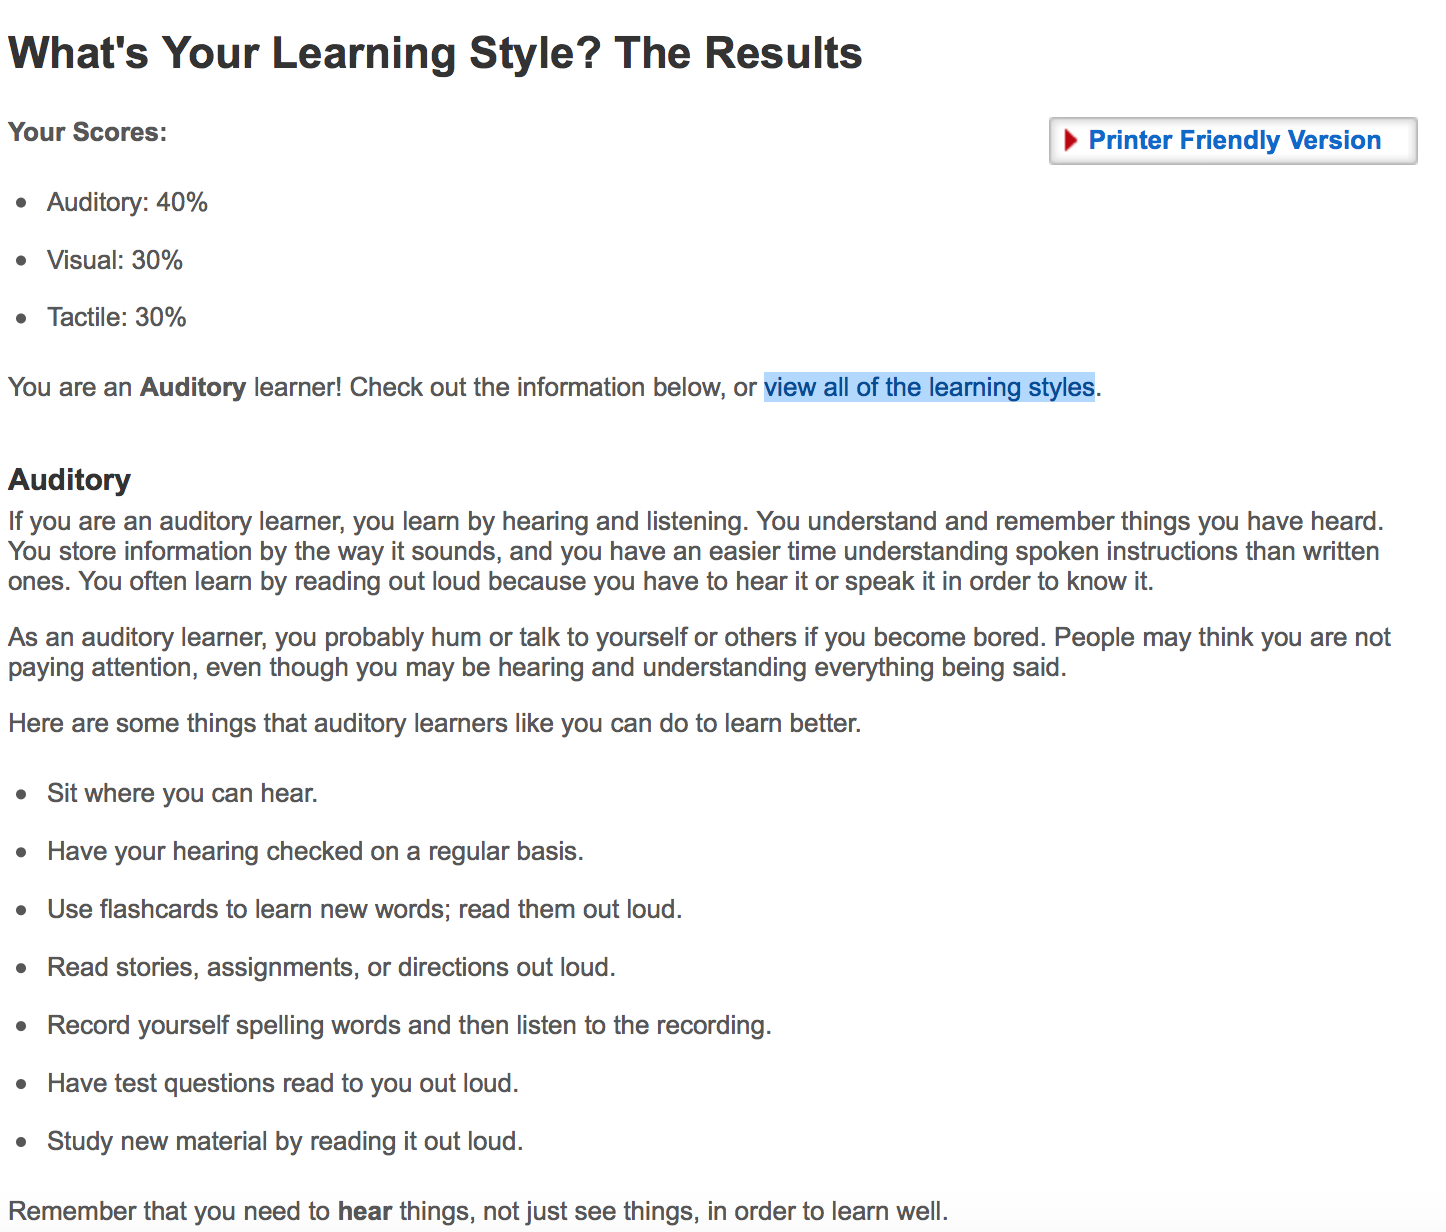 What's Your Learning Style? The Results
Your Scores:
Printer Friendly Version
Auditory: 40%
Visual: 30%
Tactile: 30%
You are an Auditory learner! Check out the information below, or view all of the learning styles.
Auditory
If you are an auditory learner, you learn by hearing and listening. You understand and remember things you have heard.
You store information by the way it sounds, and you have an easier time understanding spoken instructions than written
ones. You often learn by reading out loud because you have to hear it or speak it in order to know it.
As an auditory learner, you probably hum or talk to yourself or others if you become bored. People may think you are not
paying attention, even though you may be hearing and understanding everything being said.
Here are some things that auditory learners like you can do to learn better.
Sit where you can hear.
Have your hearing checked on a regular basis.
Use flashcards to learn new words; read them out loud.
Read stories, assignments, or directions out loud.
Record yourself spelling words and then listen to the recording.
Have test questions read to you out loud.
Study new material by reading it out loud.
Remember that you need to hear things, not just see things, in order to learn well.